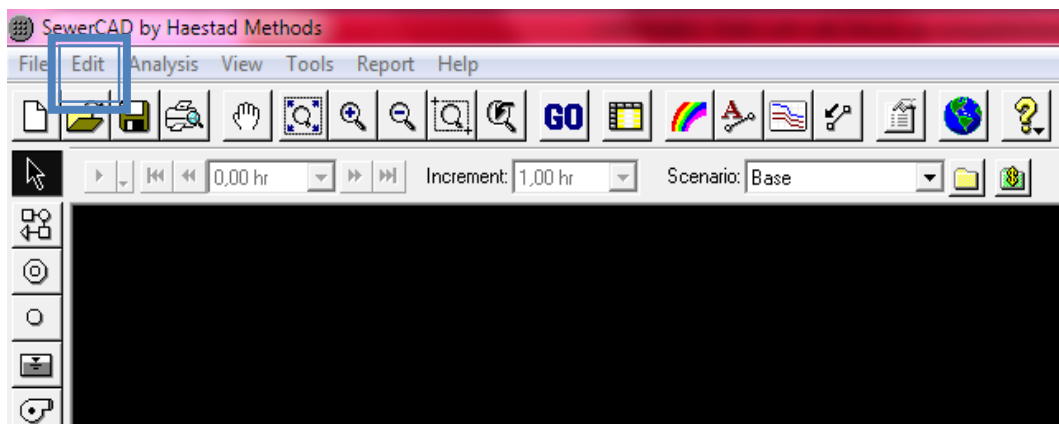 SewerCAD by Haestad Methods
File Edit Analysis View Tools Report Help
GO
0,00 hr Increment: 1,00 hr Scenario: Base